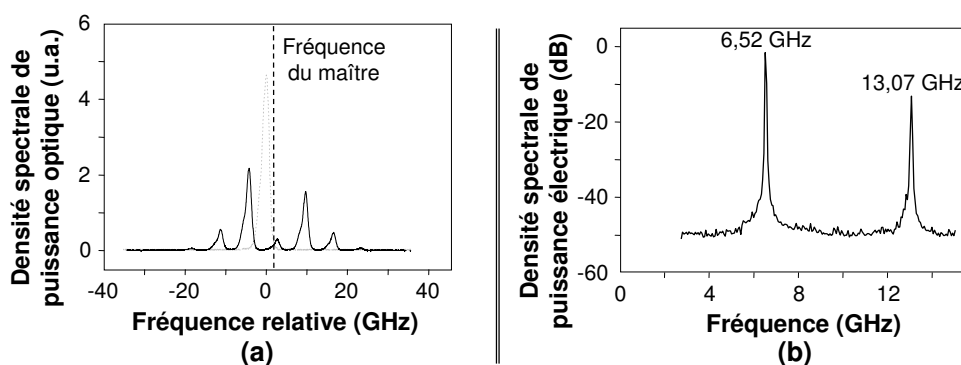 Densité spectrale de
puissance optique (u.a.)
6
4
2
0
Fréquence
du maître
-40
-20
0
20
40
Fréquence relative (GHz)
(a)
Densité spectrale de
puissance électrique (dB)
0
-20
-40
-60
6,52 GHz
13,07 GHz
0
4
8
12
Fréquence (GHz)
(b)